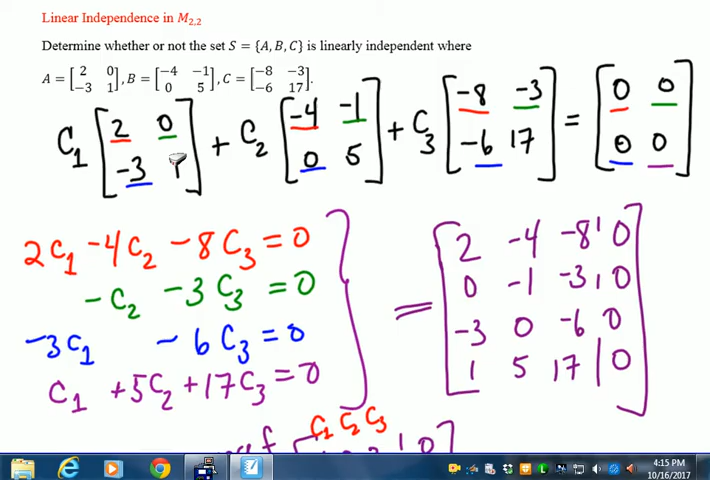 Linear Independence in M2,2
Determine whether or not the set S = {A, B, C} is linearly independent where
A = [2 0 -3 1], B = [-4 -1 0 5], C = [-8 -3 -6 17].
C1 [2 0 + C2 [-4 -1 + C3 [-8 -3 = [0 0
-3 1] 0 5] -6 17] 0 0]
2C1 -4C2 -8C3 = 0
-C2 -3C3 = 0
-3C1 -6C3 = 0
C1 +5C2 +17C3 = 0
= [2 -4 -8 | 0
0 -1 -3 | 0
-3 0 -6 0
1 5 17 | 0]
C1 C2 C3
4:15 PM
10/16/2017